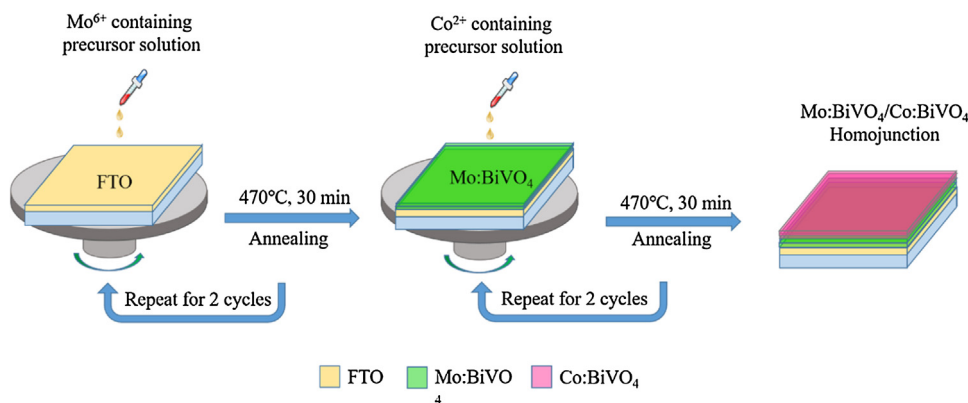 Mo⁶⁺ containing
precursor solution
Co²⁺ containing
precursor solution
Mo:BiVO₄/Co:BiVO₄
Homojunction
FTO
470°C, 30 min
Annealing
Mo:BiVO₄
470°C, 30 min
Annealing
Repeat for 2 cycles
Repeat for 2 cycles
FTO
Mo:BiVO
4
Co:BiVO₄